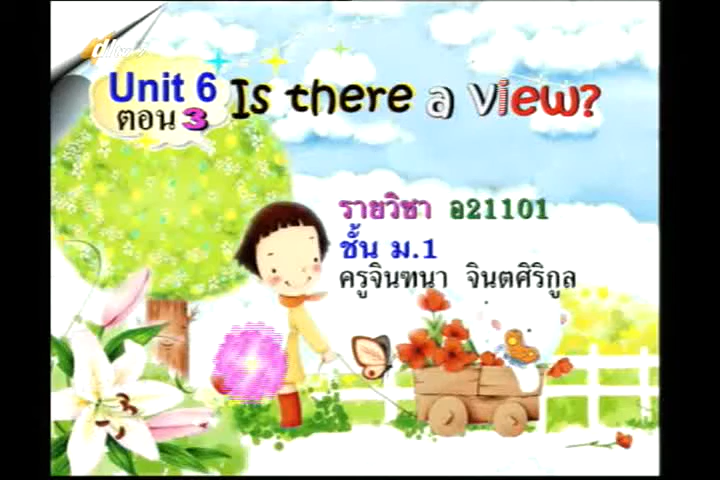 Unit 6 Is there a view?
ตอน 3
รายวิชา อ21101
ชั้น ม.1
ครูจินฑนา จินตศิริกูล